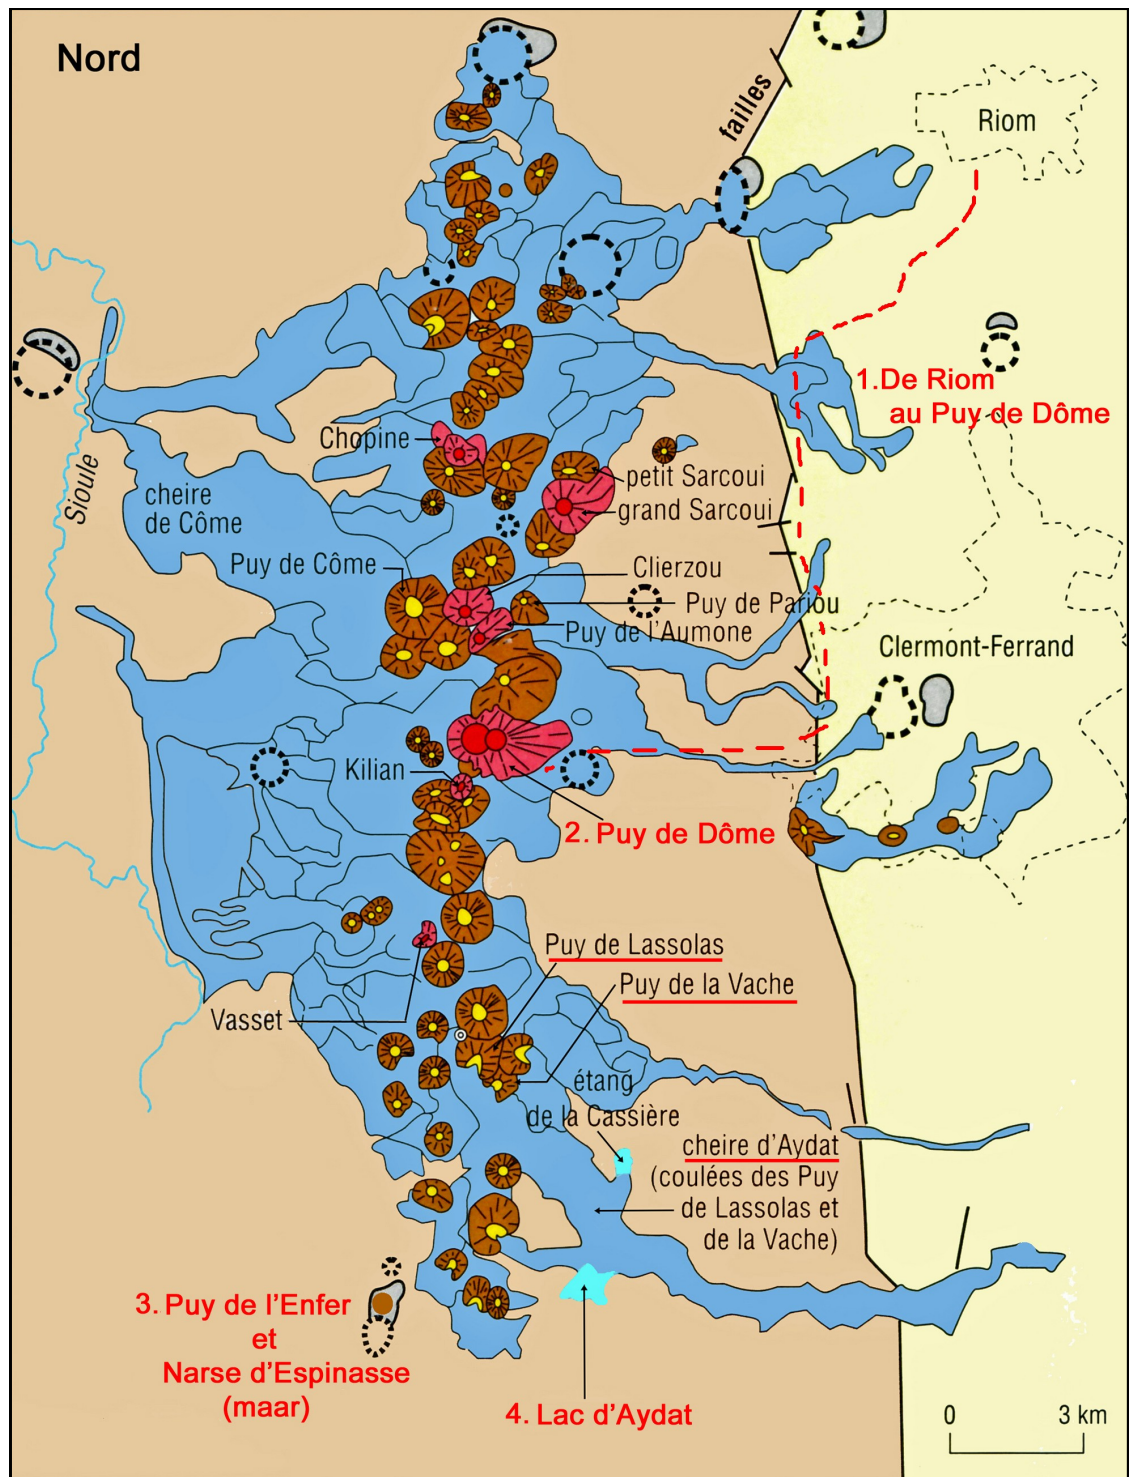 Nord
failles
Riom
1.De Riom
au Puy de Dôme
Chopine
petit Sarcoui
grand Sarcoui
Sioule
cheire
de Côme
Puy de Côme
Clierzou
Puy de Pariou
Puy de l'Aumone
Clermont-Ferrand
Kilian
2. Puy de Dôme
Puy de Lassolas
Puy de la Vache
Vasset
étang
de la Cassière
cheire d'Aydat
(coulées des Puy
de Lassolas et
de la Vache)
3. Puy de l'Enfer
et
Narse d'Espinasse
(maar)
4. Lac d'Aydat
0 3 km